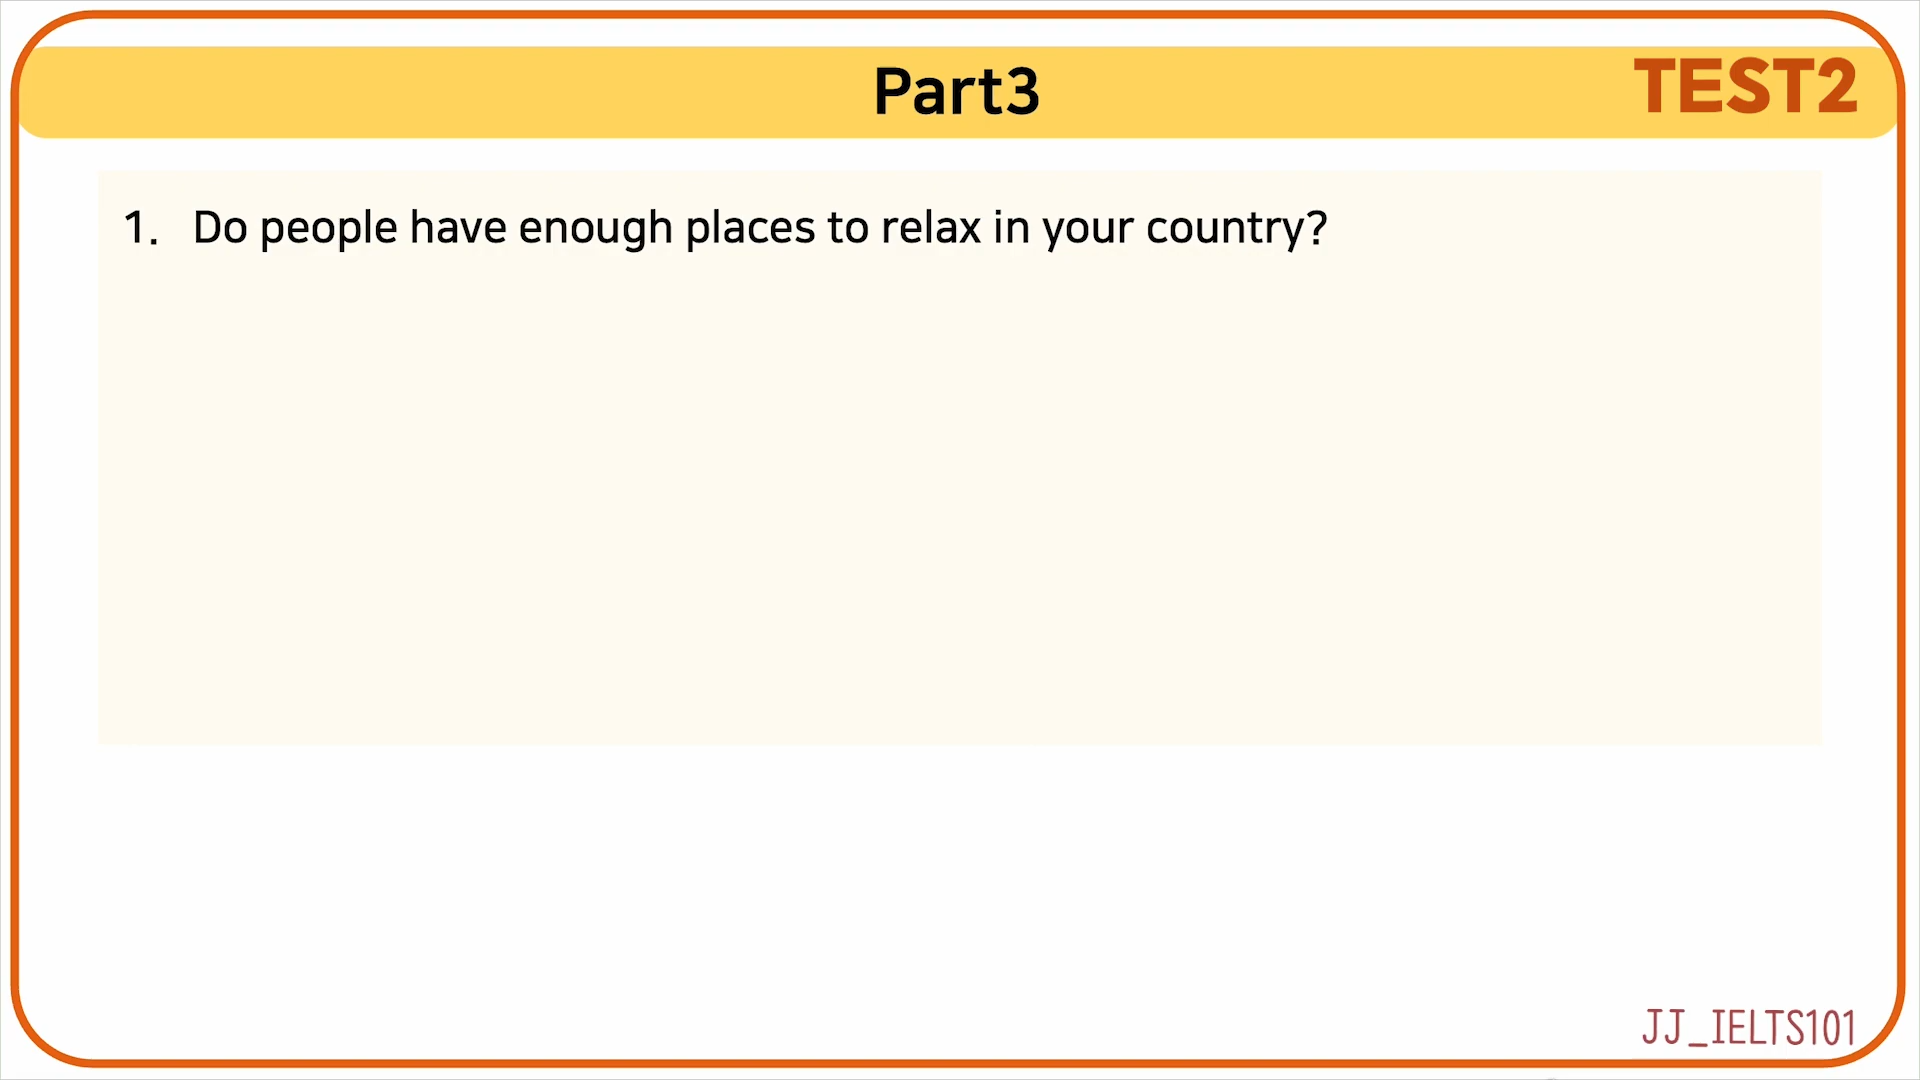 Part3
TEST2
1. Do people have enough places to relax in your country?
JJ_IELTS101